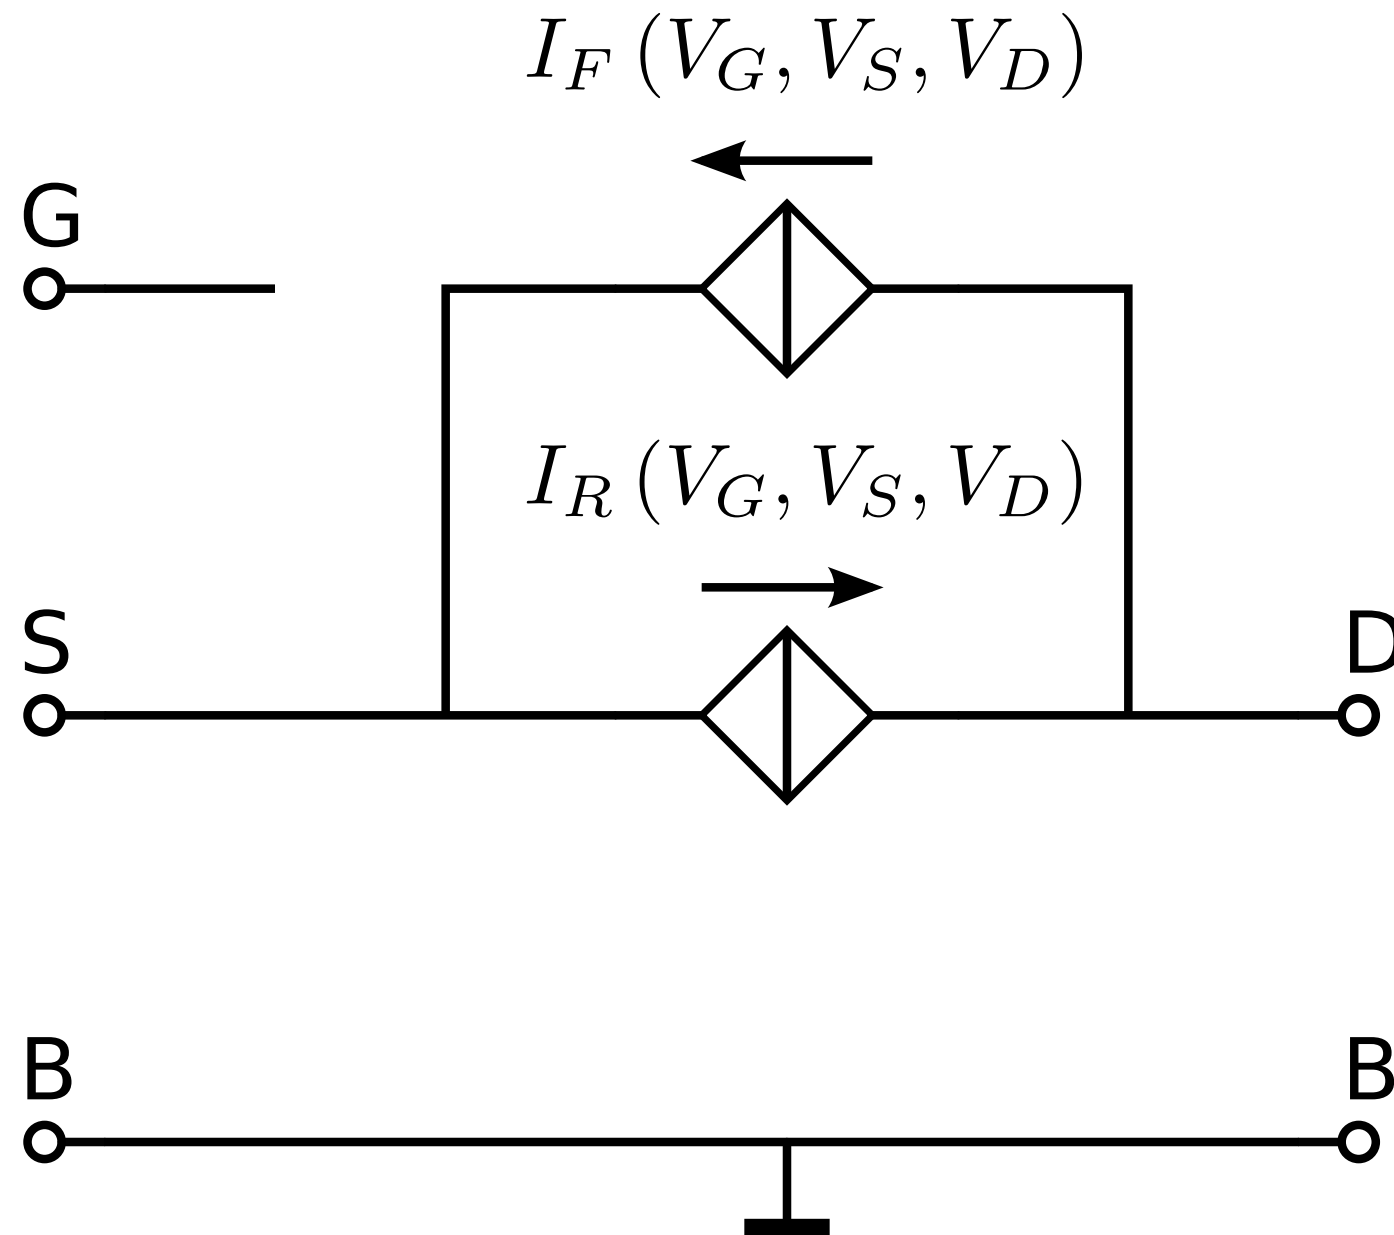 I_F (V_G, V_S, V_D)
G
I_R (V_G, V_S, V_D)
S
D
B
B